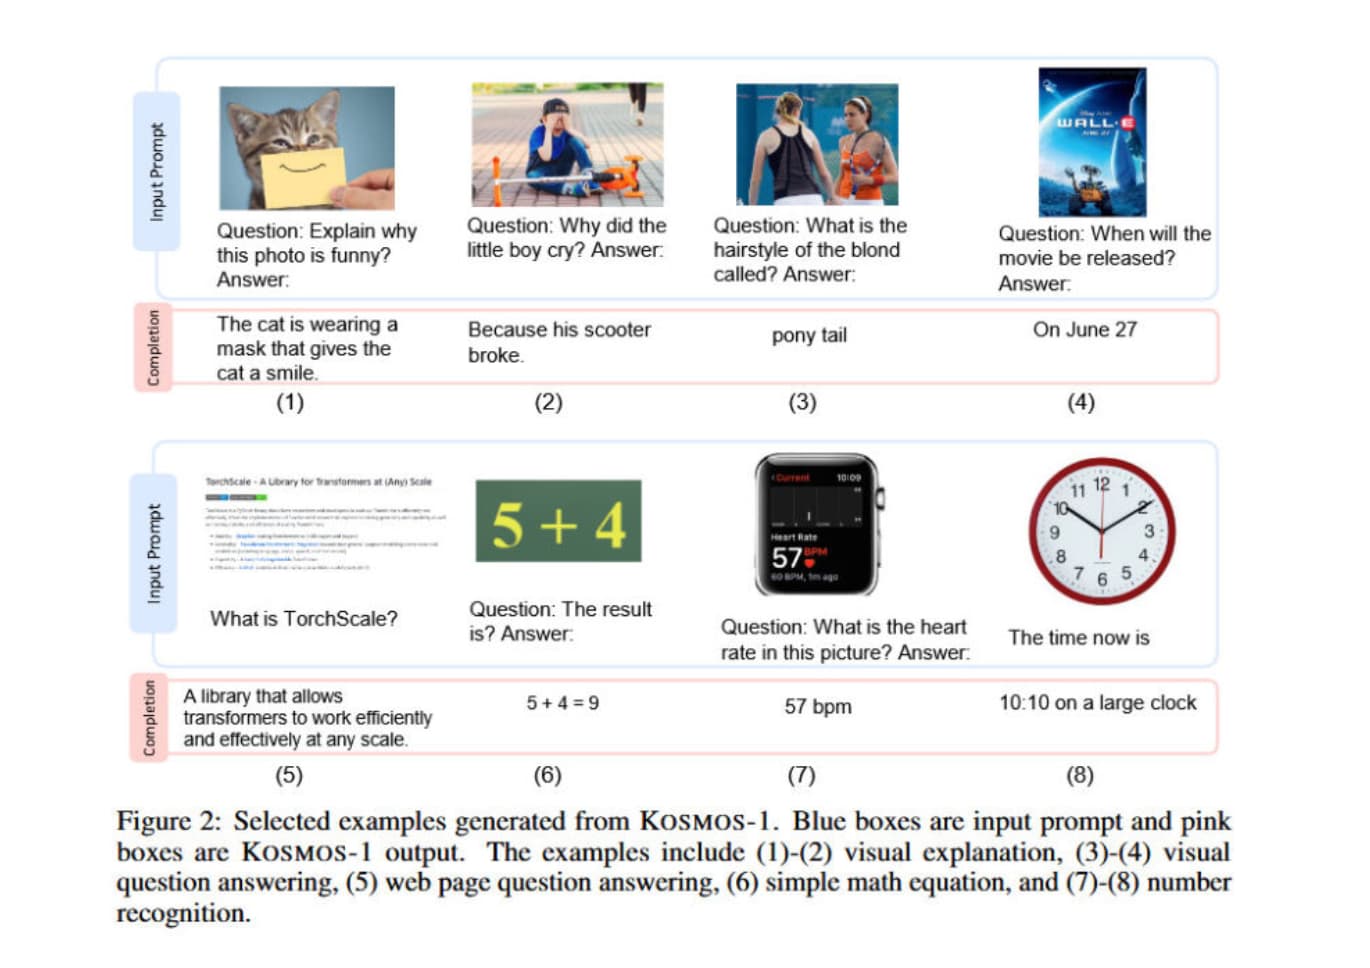 Input Prompt
WALL·E
JUNE 27
Question: Explain why
this photo is funny?
Answer:
Question: Why did the
little boy cry? Answer:
Question: What is the
hairstyle of the blond
called? Answer:
Question: When will the
movie be released?
Answer:
Completion
The cat is wearing a
mask that gives the
cat a smile.
Because his scooter
broke.
pony tail
On June 27
(1)
(2)
(3)
(4)
Input Prompt
TorchScale - A Library for Transformers at (Any) Scale
What is TorchScale?
5 + 4
Question: The result
is? Answer:
‹ Current 10:09
Heart Rate
57 BPM
60 BPM, 1m ago
Question: What is the heart
rate in this picture? Answer:
12
1
2
3
4
5
6
7
8
9
10
11
The time now is
Completion
A library that allows
transformers to work efficiently
and effectively at any scale.
5 + 4 = 9
57 bpm
10:10 on a large clock
(5)
(6)
(7)
(8)
Figure 2: Selected examples generated from KOSMOS-1. Blue boxes are input prompt and pink
boxes are KOSMOS-1 output. The examples include (1)-(2) visual explanation, (3)-(4) visual
question answering, (5) web page question answering, (6) simple math equation, and (7)-(8) number
recognition.